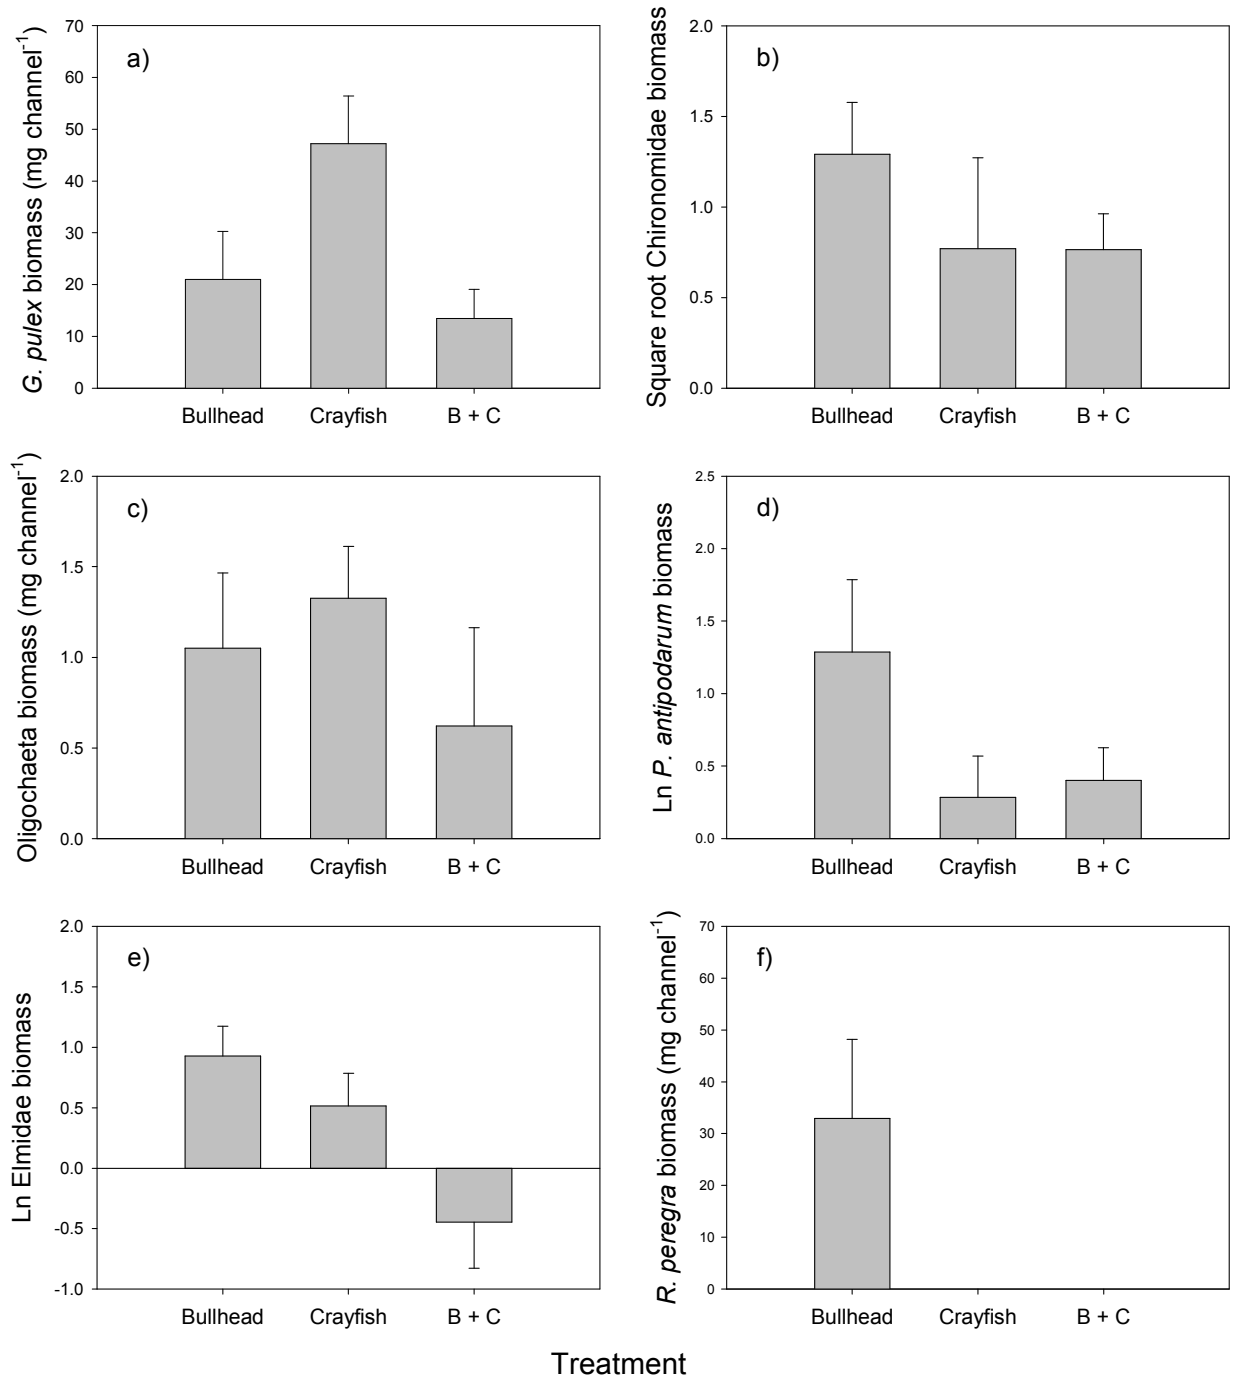 G. pulex biomass (mg channel⁻¹)
70
60
50
40
30
20
10
0
a)
Bullhead Crayfish B + C
Square root Chironomidae biomass
2.0
1.5
1.0
0.5
0.0
b)
Bullhead Crayfish B + C
Oligochaeta biomass (mg channel⁻¹)
2.0
1.5
1.0
0.5
0.0
c)
Bullhead Crayfish B + C
Ln P. antipodarum biomass
2.5
2.0
1.5
1.0
0.5
0.0
d)
Bullhead Crayfish B + C
Ln Elmidae biomass
2.0
1.5
1.0
0.5
0.0
-0.5
-1.0
e)
Bullhead Crayfish B + C
R. peregra biomass (mg channel⁻¹)
70
60
50
40
30
20
10
0
f)
Bullhead Crayfish B + C
Treatment